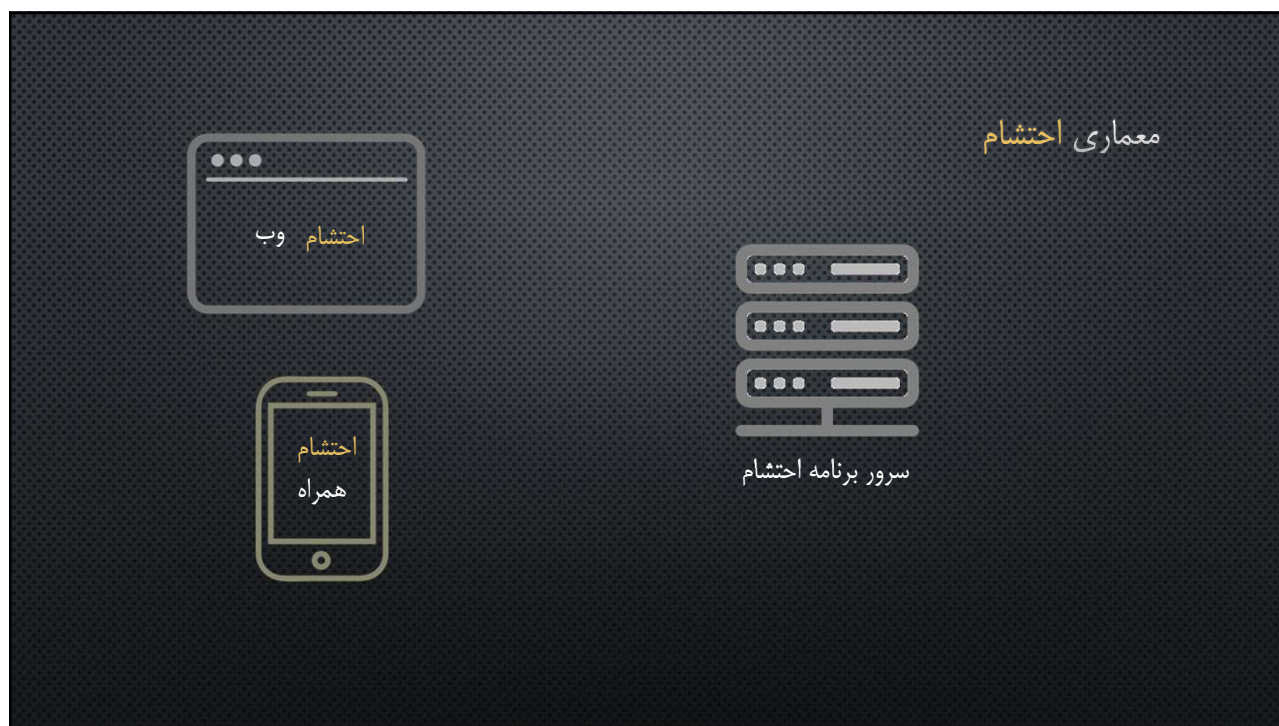 معماری احتشام
احتشام وب
سرور برنامه احتشام
احتشام
همراه